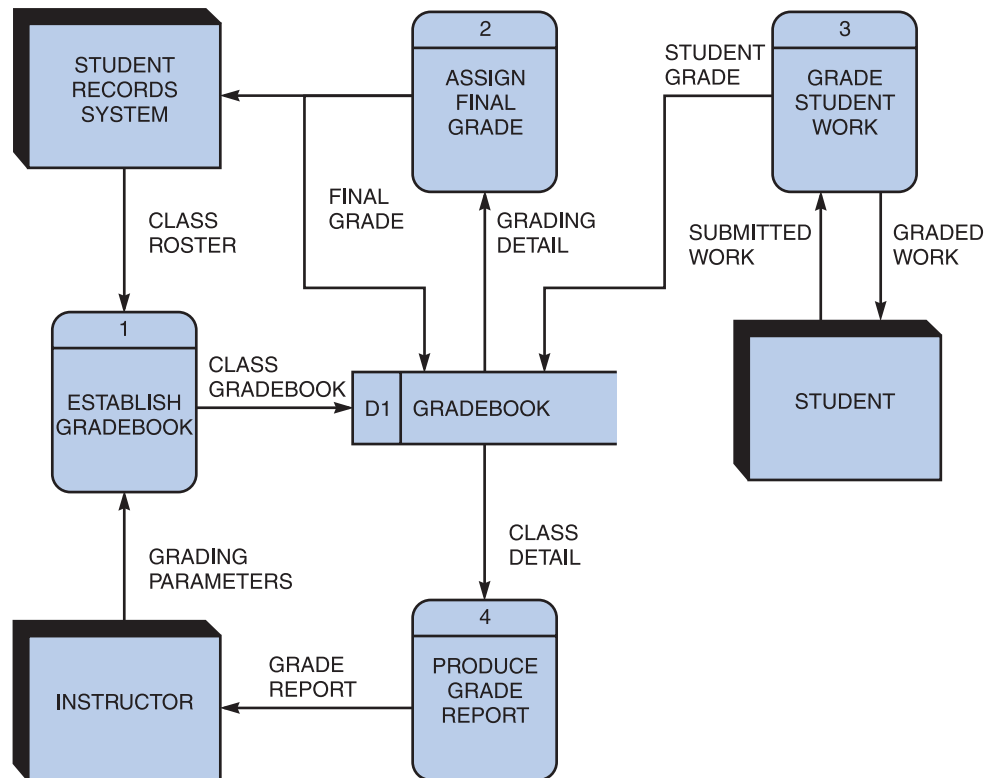 STUDENT
RECORDS
SYSTEM
2
ASSIGN
FINAL
GRADE
STUDENT
GRADE
3
GRADE
STUDENT
WORK
CLASS
ROSTER
FINAL
GRADE
GRADING
DETAIL
SUBMITTED
WORK
GRADED
WORK
1
ESTABLISH
GRADEBOOK
CLASS
GRADEBOOK
D1 GRADEBOOK
STUDENT
GRADING
PARAMETERS
CLASS
DETAIL
INSTRUCTOR
GRADE
REPORT
4
PRODUCE
GRADE
REPORT